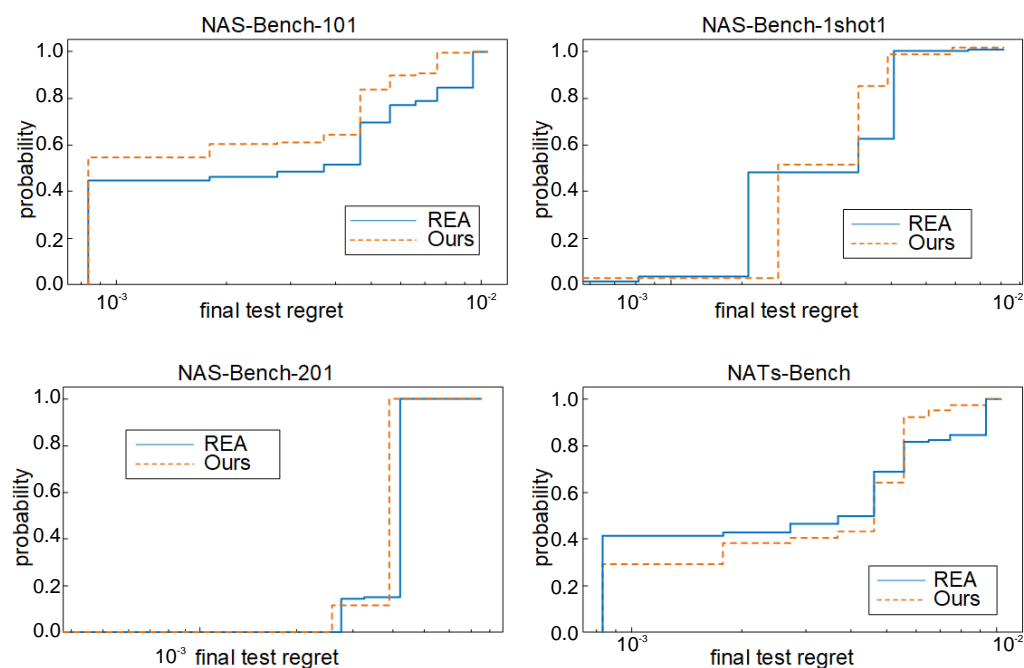 NAS-Bench-101
1.0
0.8
0.6
0.4
0.2
0.0
probability
REA
Ours
10-3
10-2
final test regret
NAS-Bench-1shot1
1.0
0.8
0.6
0.4
0.2
0.0
probability
REA
Ours
10-3
10-2
final test regret
NAS-Bench-201
1.0
0.8
0.6
0.4
0.2
0.0
probability
REA
Ours
10-3
final test regret
NATs-Bench
1.0
0.8
0.6
0.4
0.2
0.0
probability
REA
Ours
10-3
10-2
final test regret